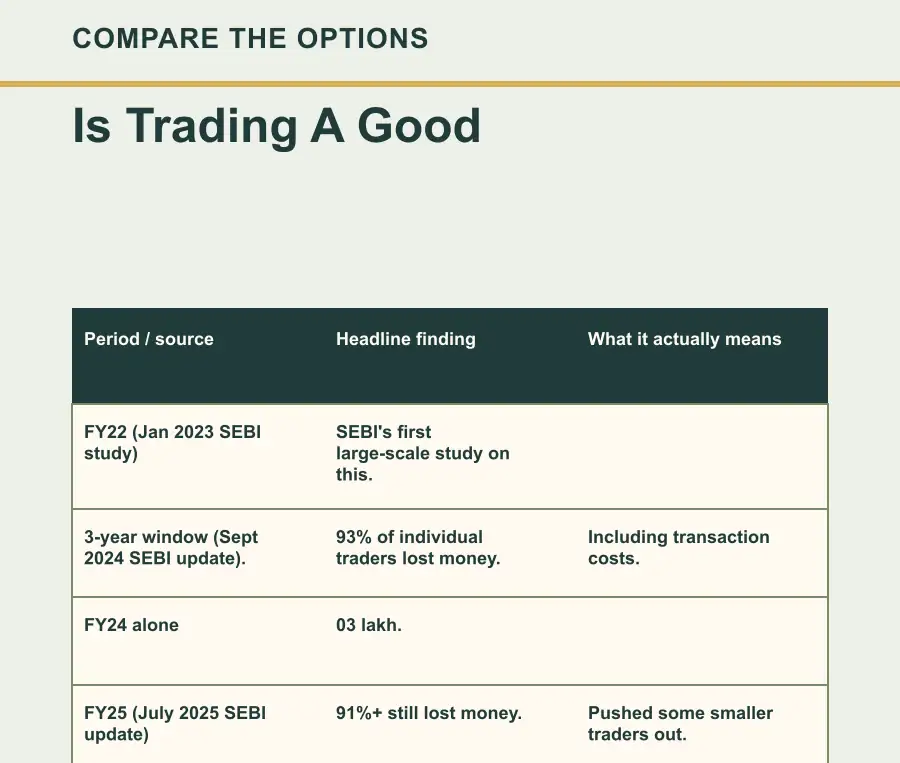 COMPARE THE OPTIONS
Is Trading A Good
Period / source
Headline finding
What it actually means
FY22 (Jan 2023 SEBI
study)
SEBI's first
large-scale study on
this.
3-year window (Sept
2024 SEBI update).
93% of individual
traders lost money.
Including transaction
costs.
FY24 alone
03 lakh.
FY25 (July 2025 SEBI
update)
91%+ still lost money.
Pushed some smaller
traders out.